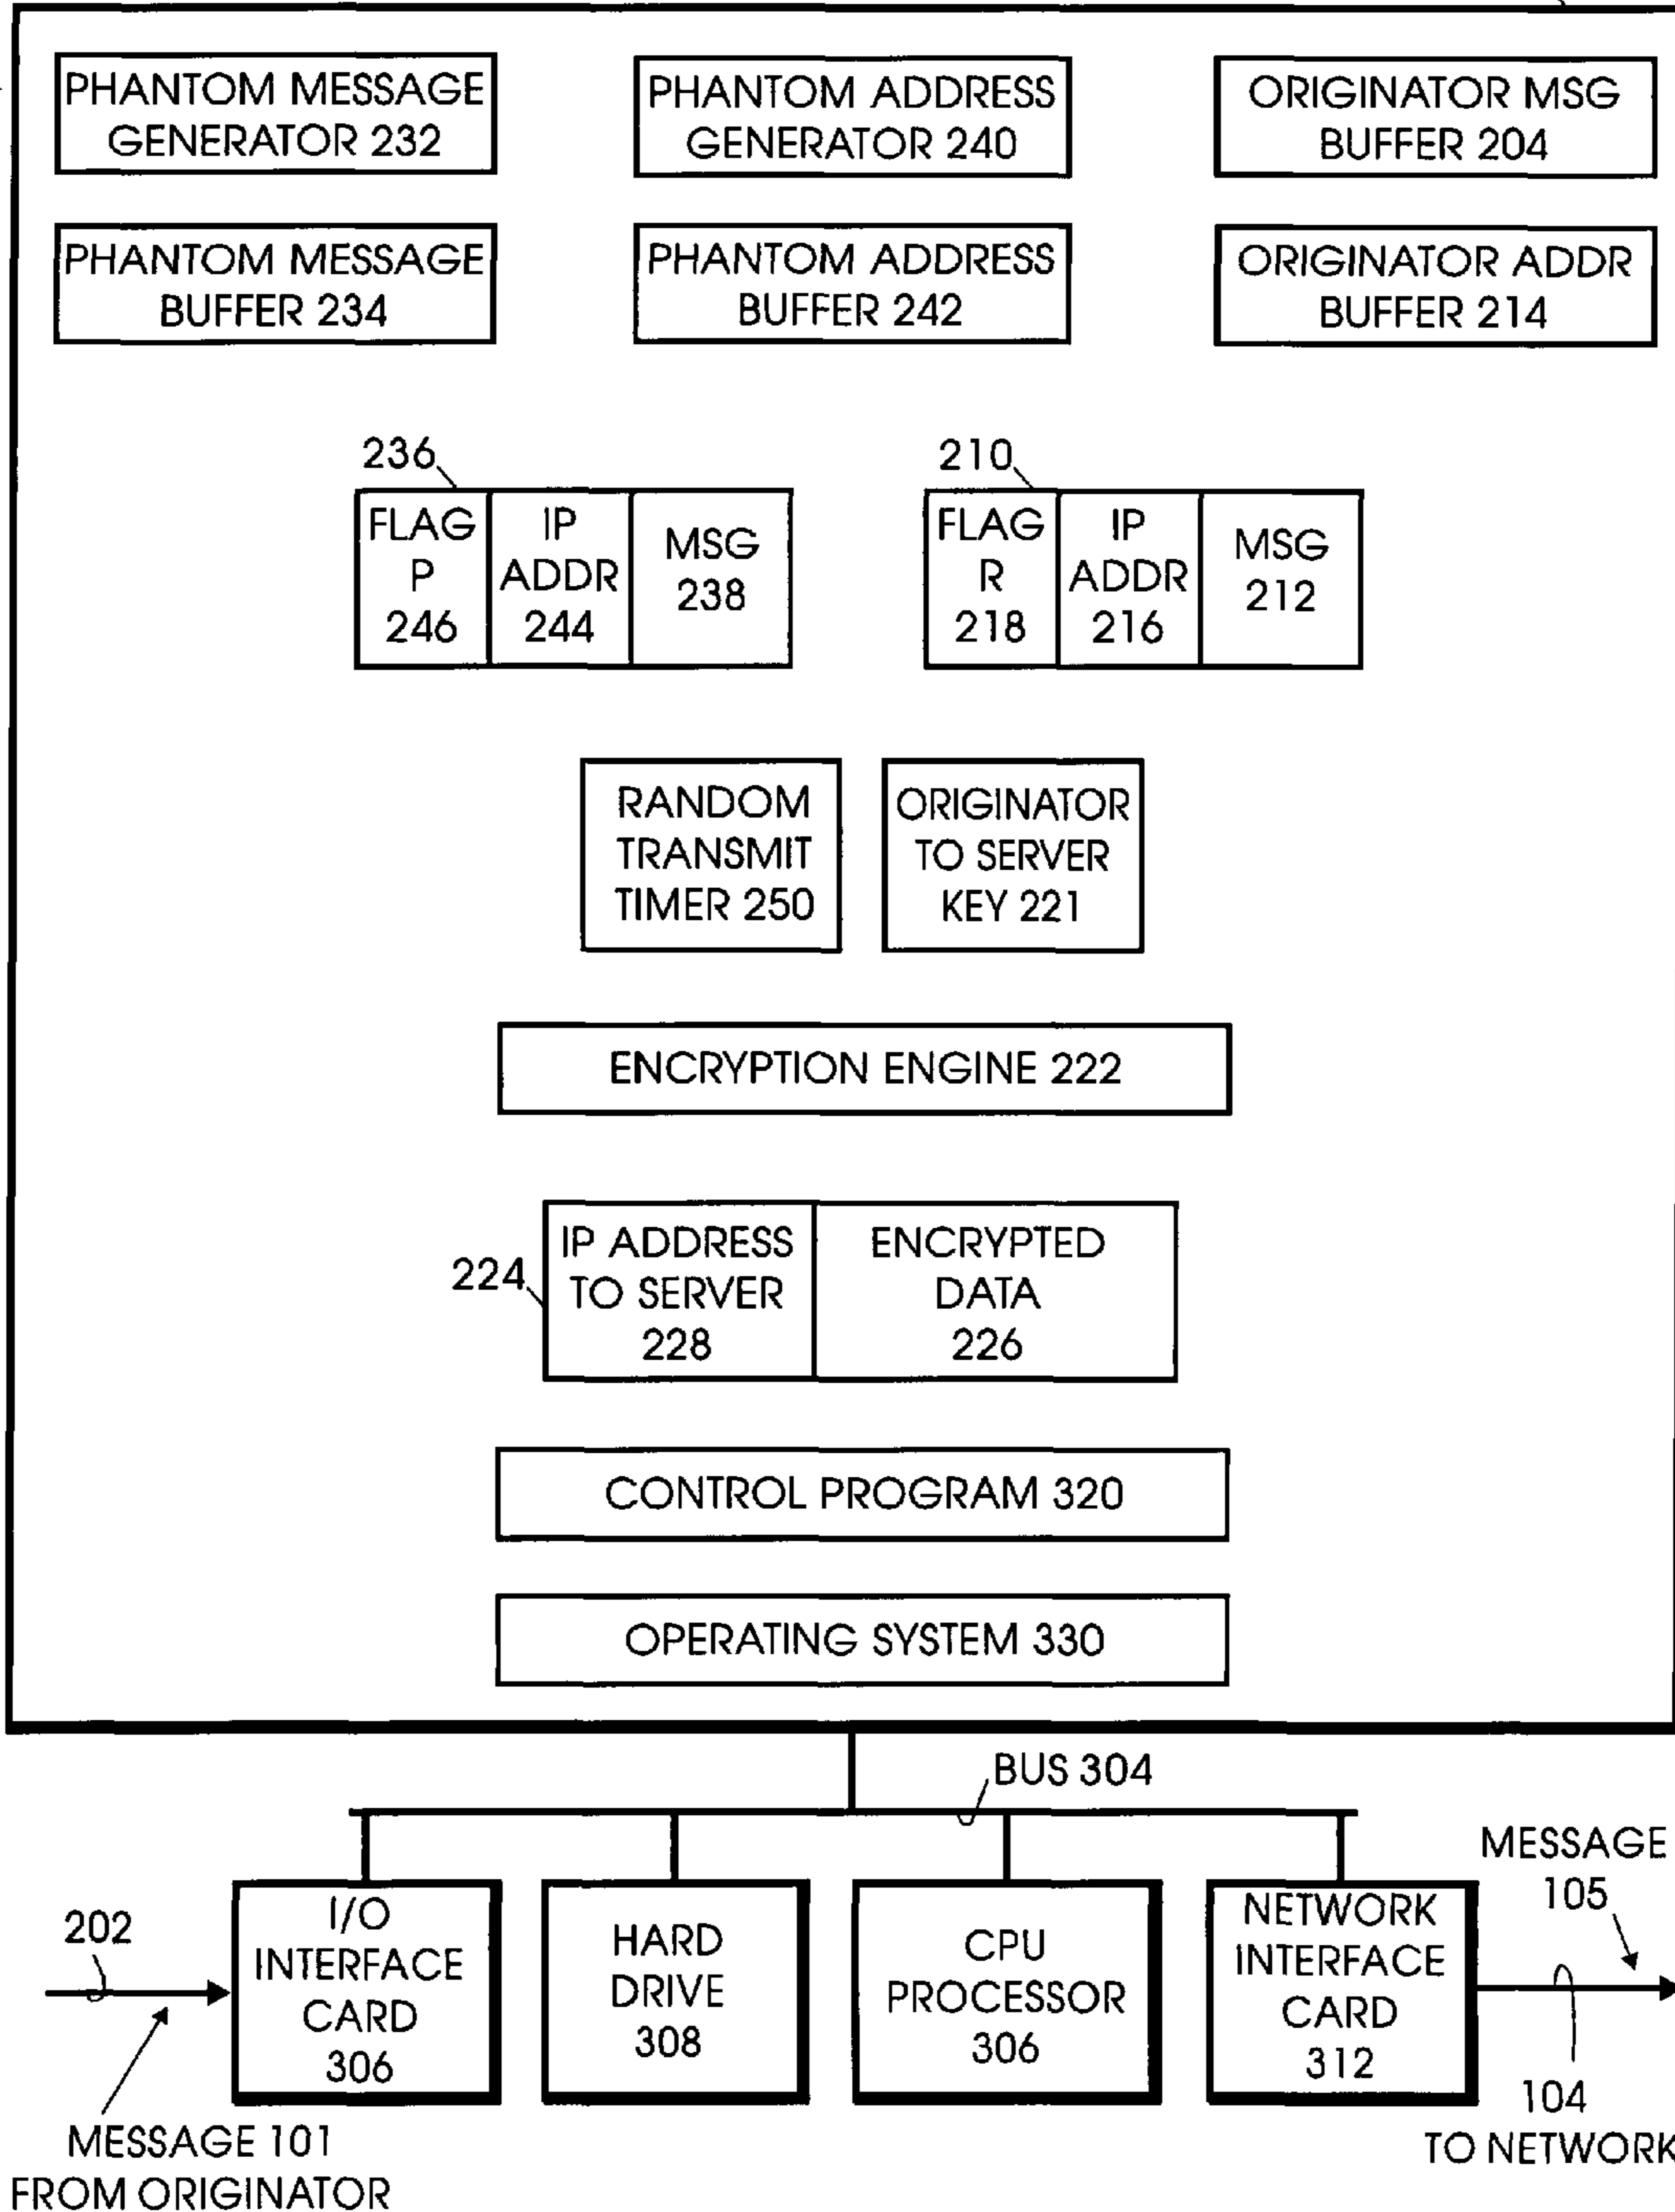 PHANTOM MESSAGE
GENERATOR 232
PHANTOM ADDRESS
GENERATOR 240
ORIGINATOR MSG
BUFFER 204
PHANTOM MESSAGE
BUFFER 234
PHANTOM ADDRESS
BUFFER 242
ORIGINATOR ADDR
BUFFER 214
236
FLAG
P
246
IP
ADDR
244
MSG
238
210
FLAG
R
218
IP
ADDR
216
MSG
212
RANDOM
TRANSMIT
TIMER 250
ORIGINATOR
TO SERVER
KEY 221
ENCRYPTION ENGINE 222
224
IP ADDRESS
TO SERVER
228
ENCRYPTED
DATA
226
CONTROL PROGRAM 320
OPERATING SYSTEM 330
BUS 304
202
I/O
INTERFACE
CARD
306
HARD
DRIVE
308
CPU
PROCESSOR
306
NETWORK
INTERFACE
CARD
312
MESSAGE
105
104
TO NETWORK
MESSAGE 101
FROM ORIGINATOR